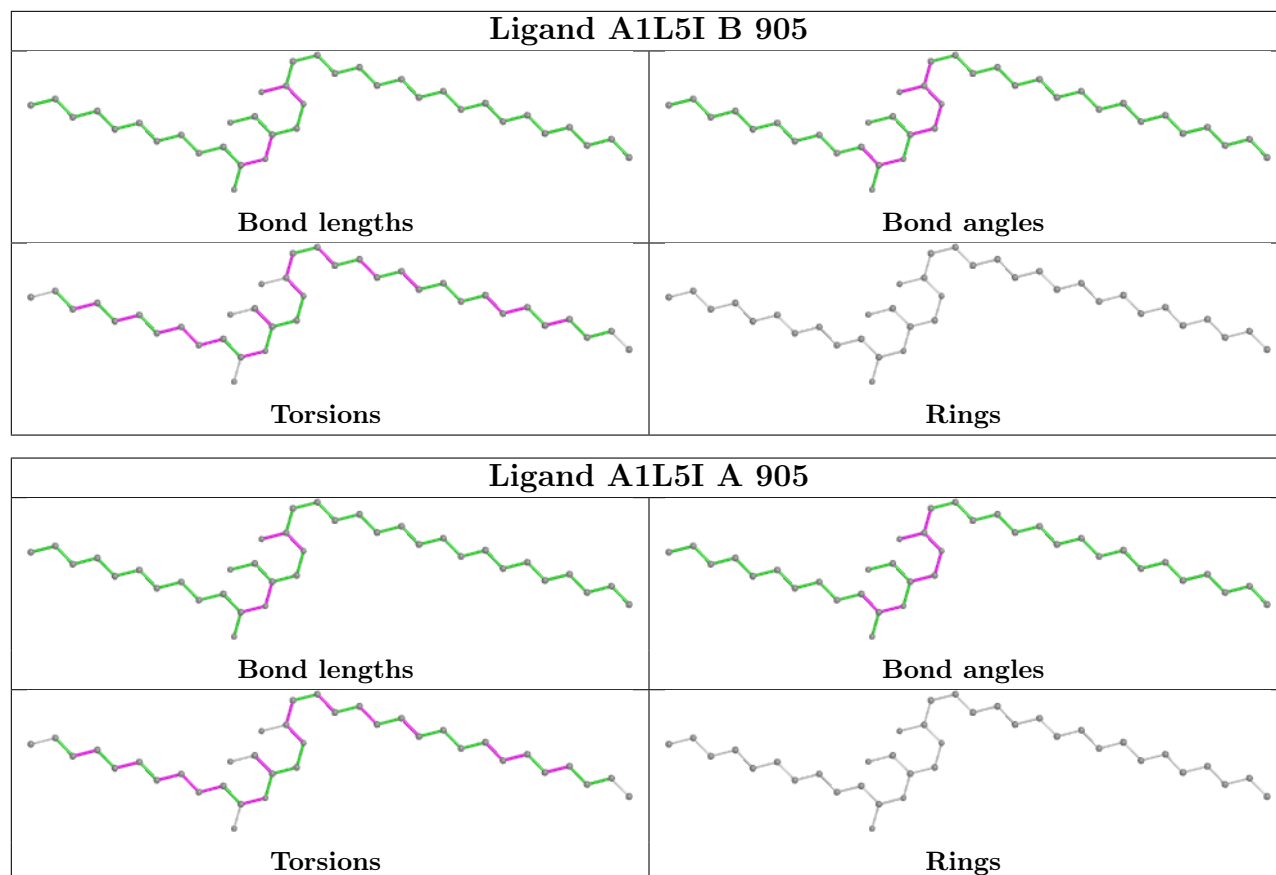 Ligand A1L5I B 905
Bond lengths
Bond angles
Torsions
Rings
Ligand A1L5I A 905
Bond lengths
Bond angles
Torsions
Rings